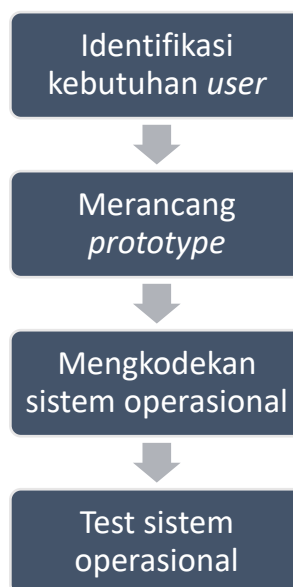 Identifikasi
kebutuhan user
Merancang
prototype
Mengkodekan
sistem operasional
Test sistem
operasional